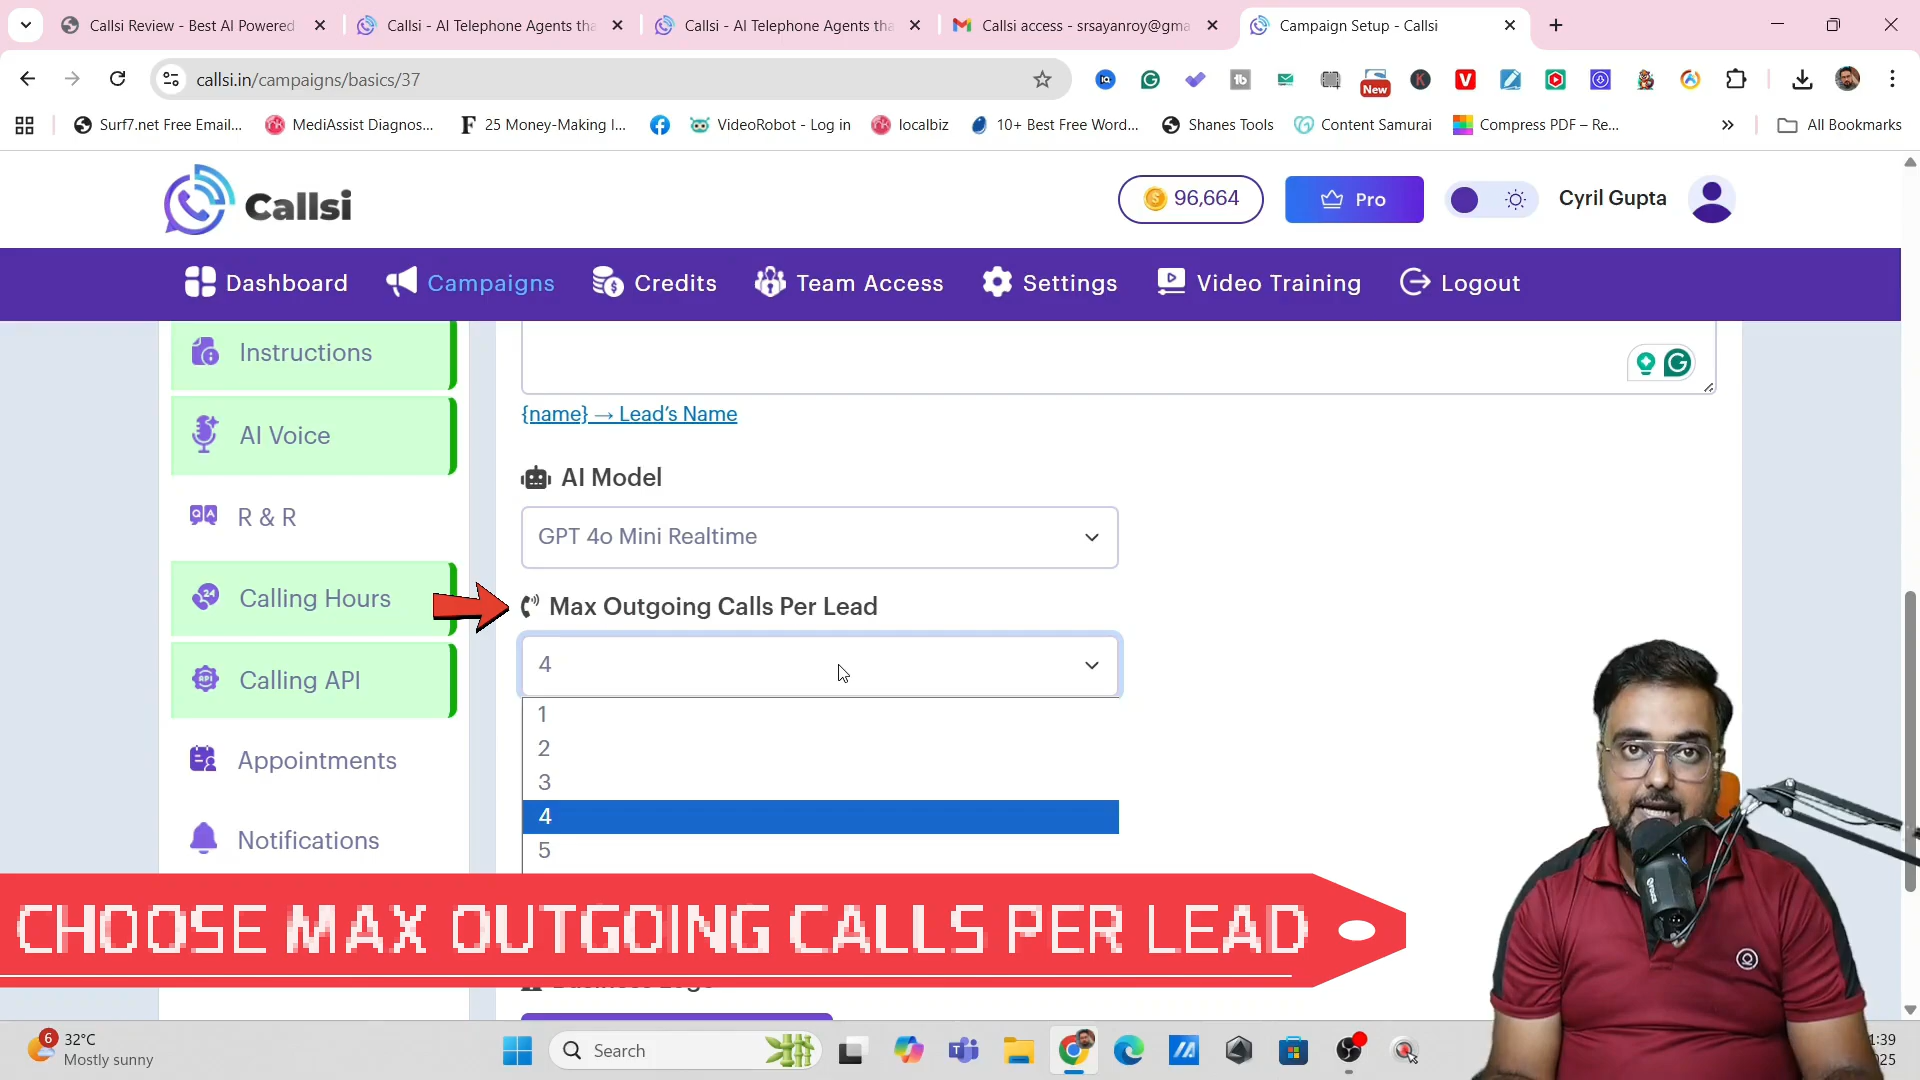 Callsi Review - Best AI Powered
Callsi - AI Telephone Agents tha
Callsi - AI Telephone Agents tha
Callsi access - srsayanroy@gma
Campaign Setup - Callsi
callsi.in/campaigns/basics/37
New
Surf7.net Free Email...
MediAssist Diagnos...
25 Money-Making I...
VideoRobot - Log in
localbiz
10+ Best Free Word...
Shanes Tools
Content Samurai
Compress PDF – Re...
All Bookmarks
Callsi
96,664
Pro
Cyril Gupta
Dashboard
Campaigns
Credits
Team Access
Settings
Video Training
Logout
Instructions
AI Voice
R & R
Calling Hours
Calling API
Appointments
Notifications
{name} → Lead's Name
AI Model
GPT 4o Mini Realtime
Max Outgoing Calls Per Lead
4
1
2
3
4
5
CHOOSE MAX OUTGOING CALLS PER LEAD
6
32°C
Mostly sunny
Search